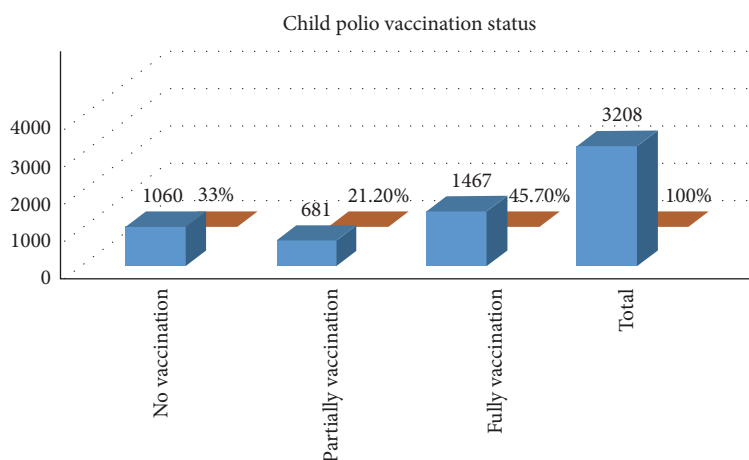 Child polio vaccination status
4000
3000
2000
1000
0
1060
33%
681
21.20%
1467
45.70%
3208
100%
No vaccination
Partially vaccination
Fully vaccination
Total